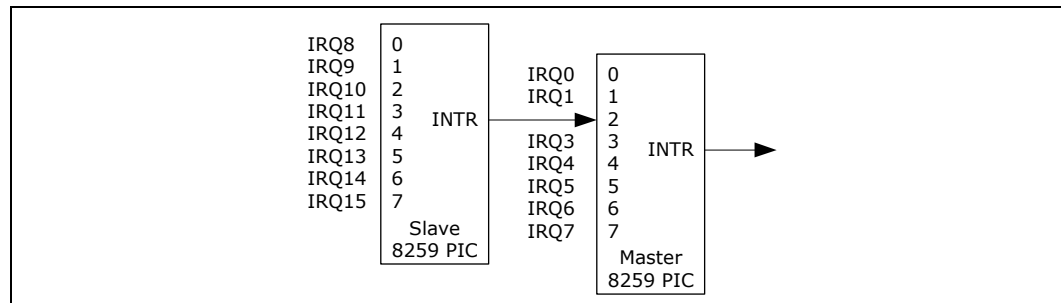 IRQ8 0
IRQ9 1
IRQ10 2
IRQ11 3
IRQ12 4
IRQ13 5
IRQ14 6
IRQ15 7
INTR
Slave
8259 PIC
IRQ0 0
IRQ1 1
2
IRQ3 3
IRQ4 4
IRQ5 5
IRQ6 6
IRQ7 7
INTR
Master
8259 PIC